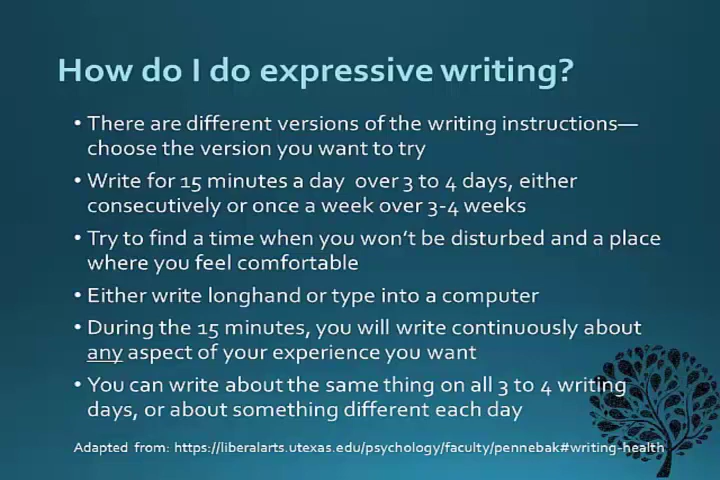 How do I do expressive writing?
• There are different versions of the writing instructions—
choose the version you want to try
• Write for 15 minutes a day over 3 to 4 days, either
consecutively or once a week over 3-4 weeks
• Try to find a time when you won't be disturbed and a place
where you feel comfortable
• Either write longhand or type into a computer
• During the 15 minutes, you will write continuously about
any aspect of your experience you want
• You can write about the same thing on all 3 to 4 writing
days, or about something different each day
Adapted from: https://liberalarts.utexas.edu/psychology/faculty/pennebak#writing-health